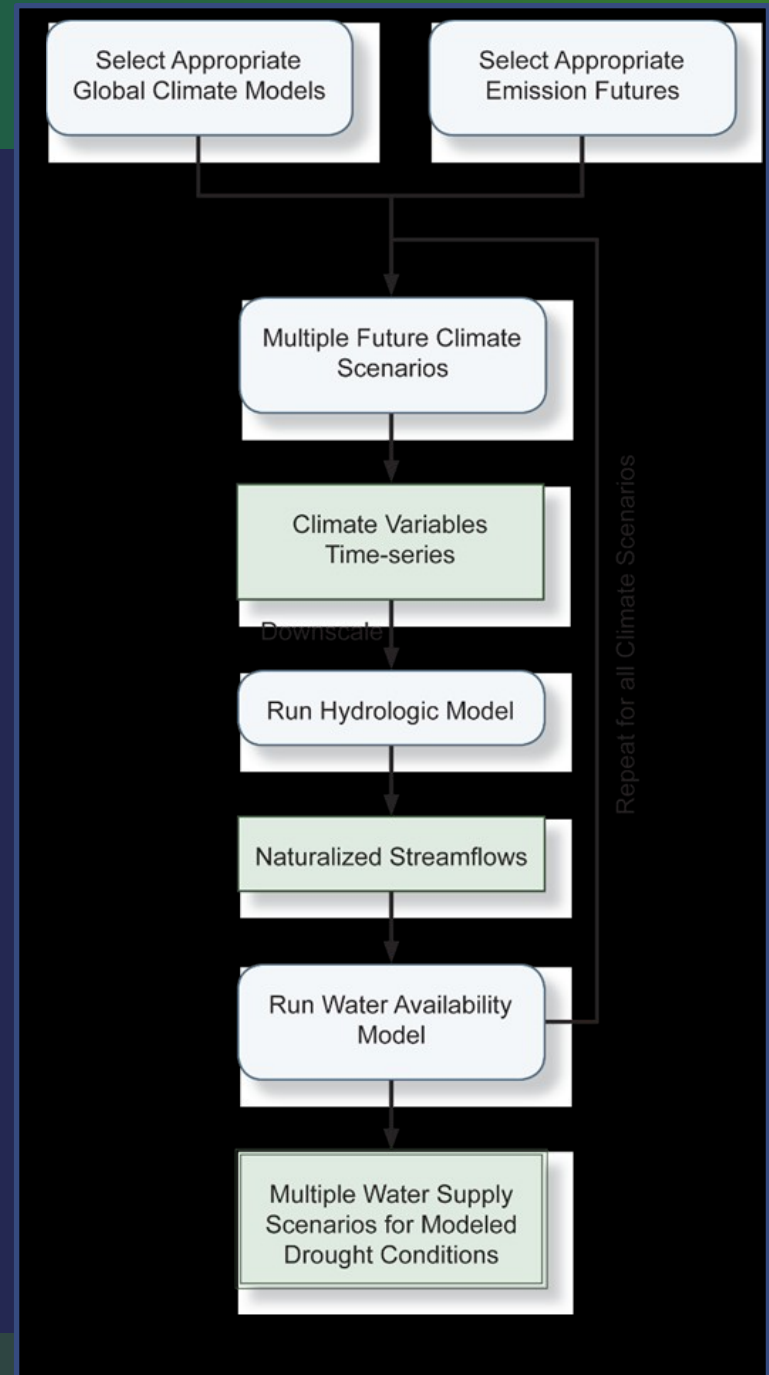 Select Appropriate
Global Climate Models
Select Appropriate
Emission Futures
Multiple Future Climate
Scenarios
Climate Variables
Time-series
Downscale
Run Hydrologic Model
Repeat for all Climate Scenarios
Naturalized Streamflows
Run Water Availability
Model
Multiple Water Supply
Scenarios for Modeled
Drought Conditions